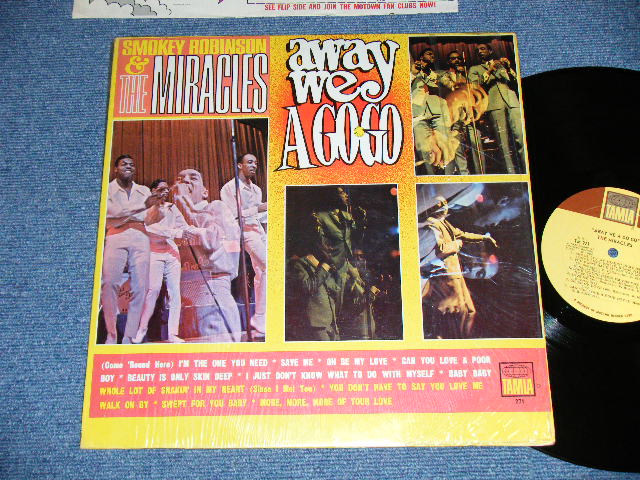 SEE FLIP SIDE AND JOIN THE MOTOWN FAN CLUBS NOW!
SMOKEY ROBINSON
& THE MIRACLES
away
we
A GO•GO
(Come 'Round Here) I'M THE ONE YOU NEED * SAVE ME * OH BE MY LOVE * CAN YOU LOVE A POOR
BOY * BEAUTY IS ONLY SKIN DEEP * I JUST DON'T KNOW WHAT TO DO WITH MYSELF * BABY BABY
WHOLE LOT OF SHAKIN' IN MY HEART (Since I Met You) * YOU DON'T HAVE TO SAY YOU LOVE ME
WALK ON BY * SWEPT FOR YOU BABY * MORE, MORE, MORE OF YOUR LOVE
TAMLA
271
TAMLA
"AWAY WE A GO GO"
THE MIRACLES